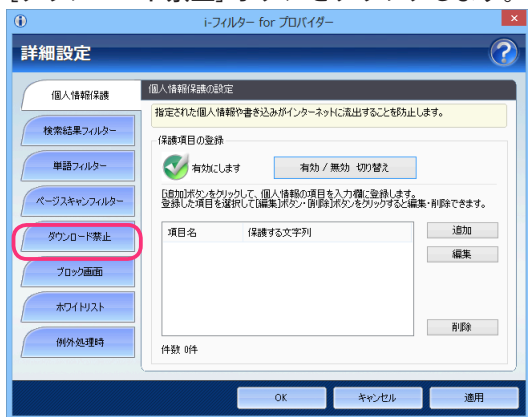 i-フィルター for プロバイダー
詳細設定
個人情報保護
検索結果フィルター
単語フィルター
ページスキャンフィルター
ダウンロード禁止
ブロック画面
ホワイトリスト
例外処理時
個人情報保護の設定
指定された個人情報や書き込みがインターネットに流出することを防止します。
保護項目の登録
有効にします
有効 / 無効 切り替え
[追加]ボタンをクリックして、個人情報の項目を入力欄に登録します。
登録した項目を選択して[編集]ボタン・[削除]ボタンをクリックすると編集・削除できます。
項目名 保護する文字列
追加
編集
削除
件数 0件
OK キャンセル 適用